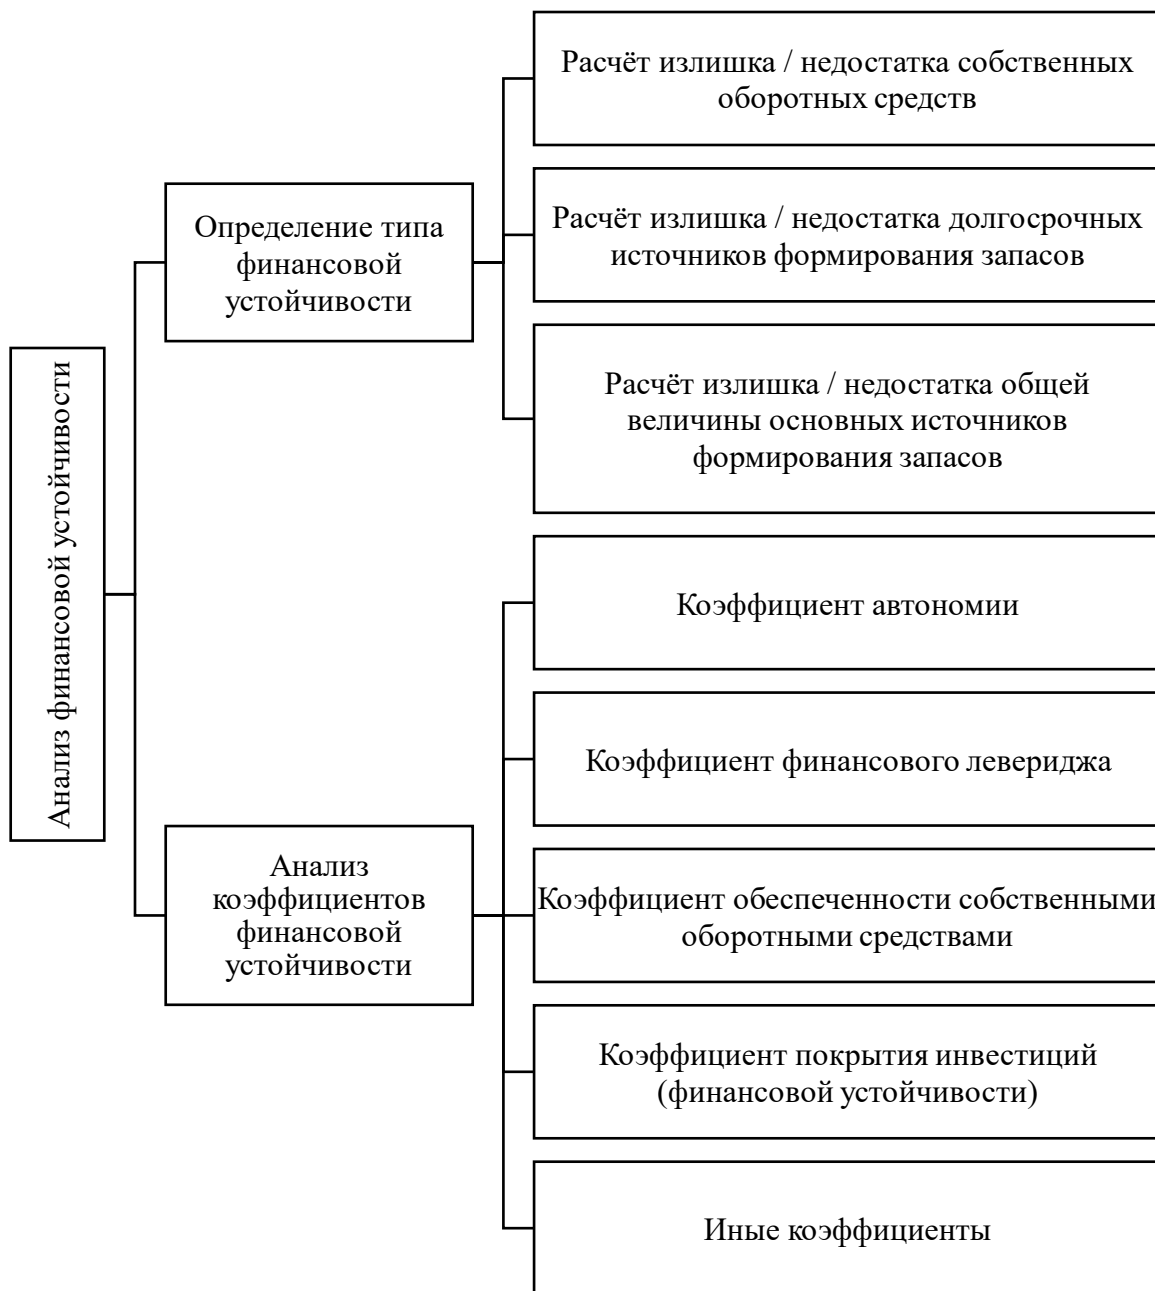 Анализ финансовой устойчивости
Определение типа
финансовой
устойчивости
Расчёт излишка / недостатка собственных
оборотных средств
Расчёт излишка / недостатка долгосрочных
источников формирования запасов
Расчёт излишка / недостатка общей
величины основных источников
формирования запасов
Анализ
коэффициентов
финансовой
устойчивости
Коэффициент автономии
Коэффициент финансового левериджа
Коэффициент обеспеченности собственными
оборотными средствами
Коэффициент покрытия инвестиций
(финансовой устойчивости)
Иные коэффициенты